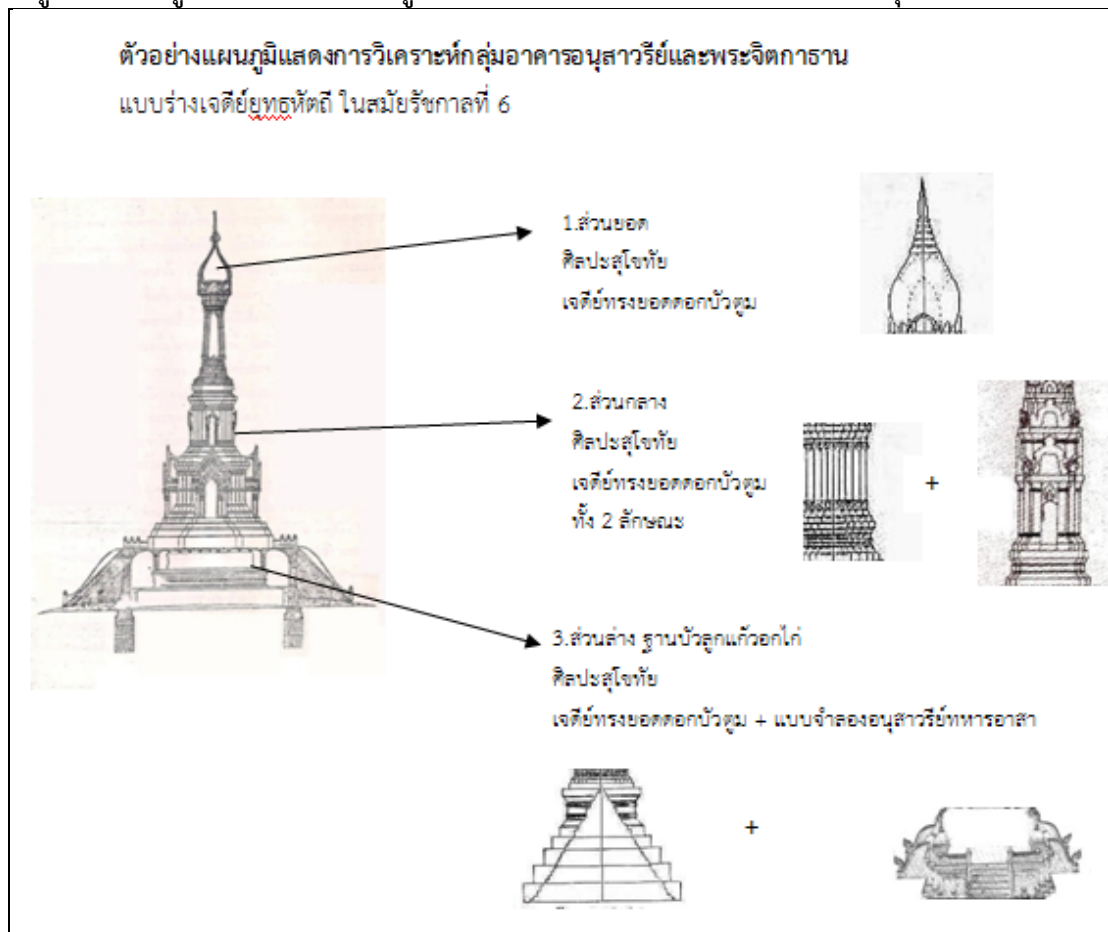 ตัวอย่างแผนภูมิแสดงการวิเคราะห์กลุ่มอาคารอนุสาวรีย์และพระจิตกาธาน
แบบร่างเจดีย์ยุทธหัตถี ในสมัยรัชกาลที่ 6
1.ส่วนยอด
ศิลปะสุโขทัย
เจดีย์ทรงยอดดอกบัวตูม
2.ส่วนกลาง
ศิลปะสุโขทัย
เจดีย์ทรงยอดดอกบัวตูม
ทั้ง 2 ลักษณะ
+
3.ส่วนล่าง ฐานบัวลูกแก้วอกไก่
ศิลปะสุโขทัย
เจดีย์ทรงยอดดอกบัวตูม + แบบจำลองอนุสาวรีย์ทหารอาสา
+